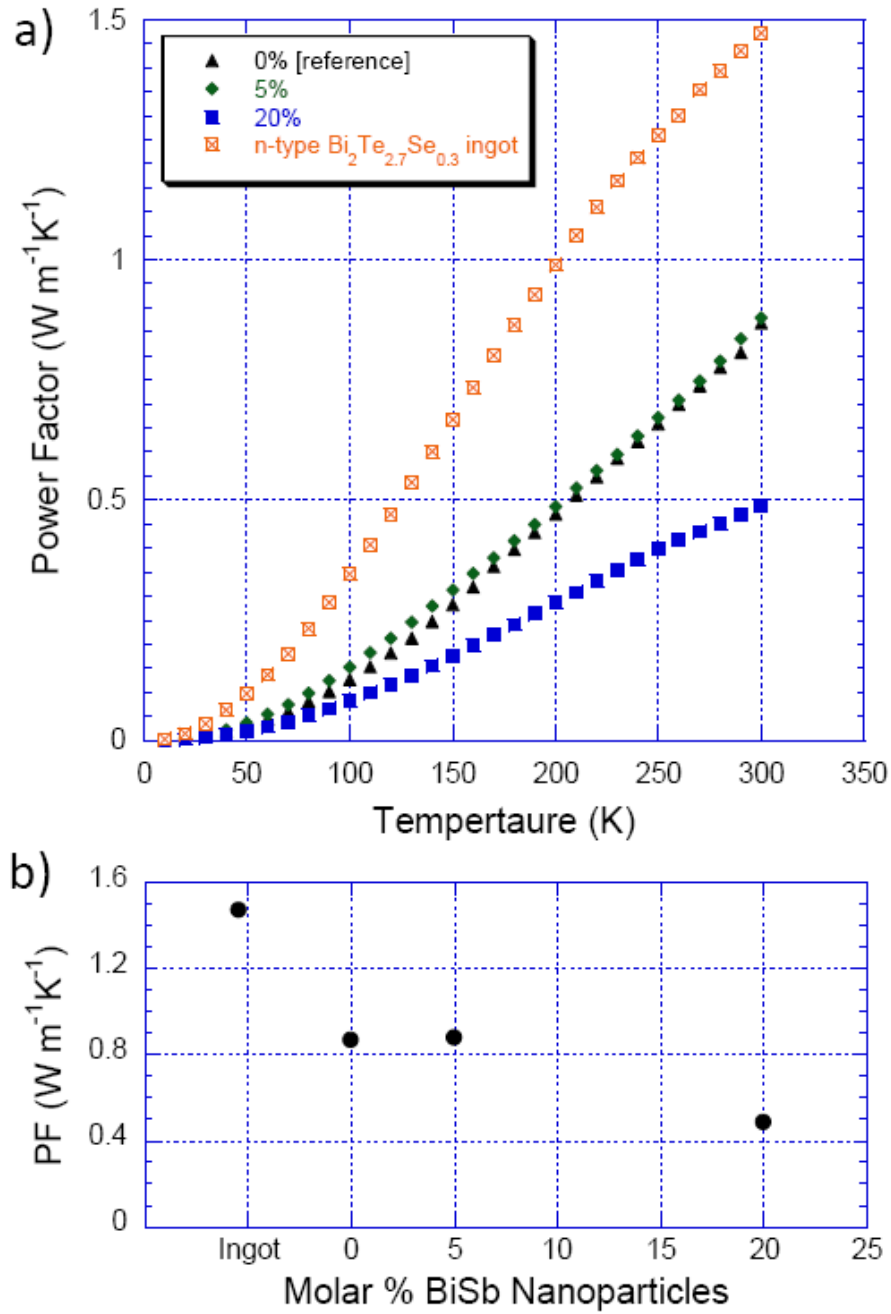 a)
Power Factor (W m⁻¹K⁻¹)
1.5
1
0.5
0
0% [reference]
5%
20%
n-type Bi₂Te₂.₇Se₀.₃ ingot
0 50 100 150 200 250 300 350
Tempertaure (K)
b)
PF (W m⁻¹K⁻¹)
1.6
1.2
0.8
0.4
0
Ingot 0 5 10 15 20 25
Molar % BiSb Nanoparticles